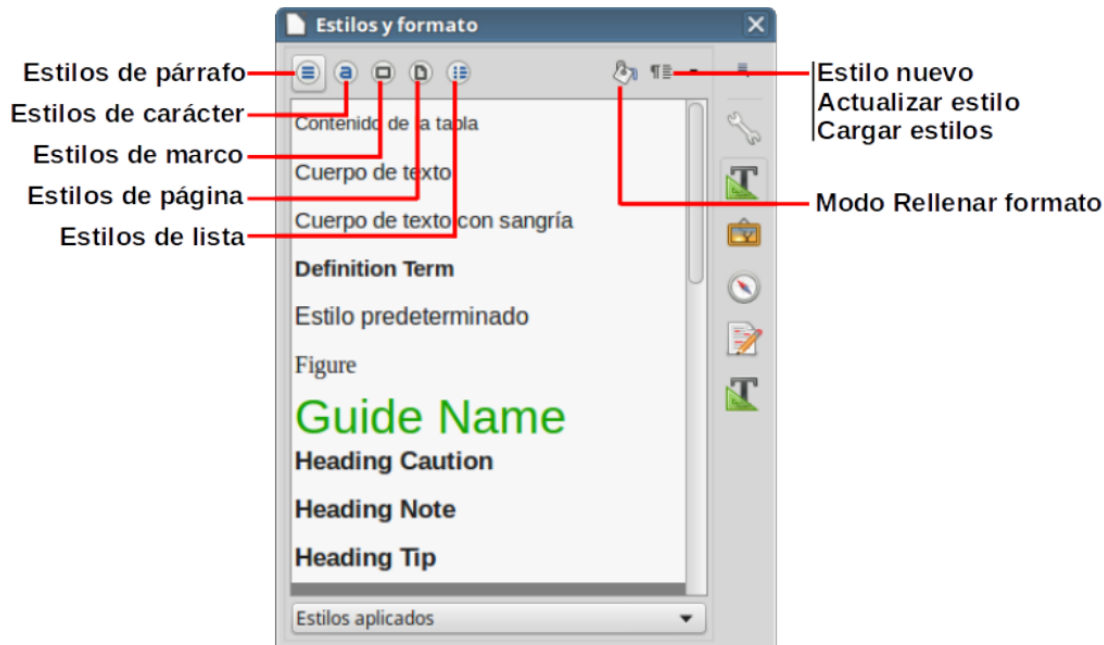 Estilos y formato
Estilos de párrafo
Estilos de carácter
Estilos de marco
Estilos de página
Estilos de lista
Estilo nuevo
Actualizar estilo
Cargar estilos
Modo Rellenar formato
Contenido de la tabla
Cuerpo de texto
Cuerpo de texto con sangría
Definition Term
Estilo predeterminado
Figure
Guide Name
Heading Caution
Heading Note
Heading Tip
Estilos aplicados